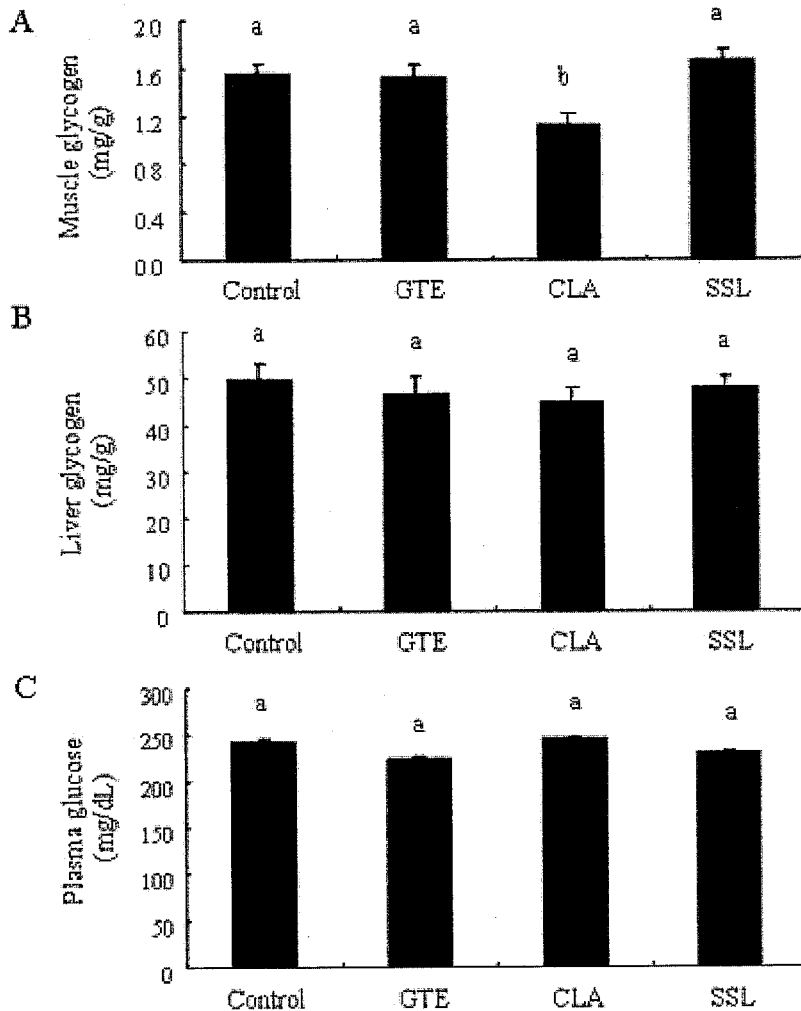 A
Muscle glycogen
(mg/g)
2.0
1.6
1.2
0.8
0.4
0.0
a
a
b
a
Control
GTE
CLA
SSL
B
Liver glycogen
(mg/g)
60
50
40
30
20
10
0
a
a
a
a
Control
GTE
CLA
SSL
C
Plasma glucose
(mg/dL)
300
250
200
150
100
50
0
a
a
a
a
Control
GTE
CLA
SSL